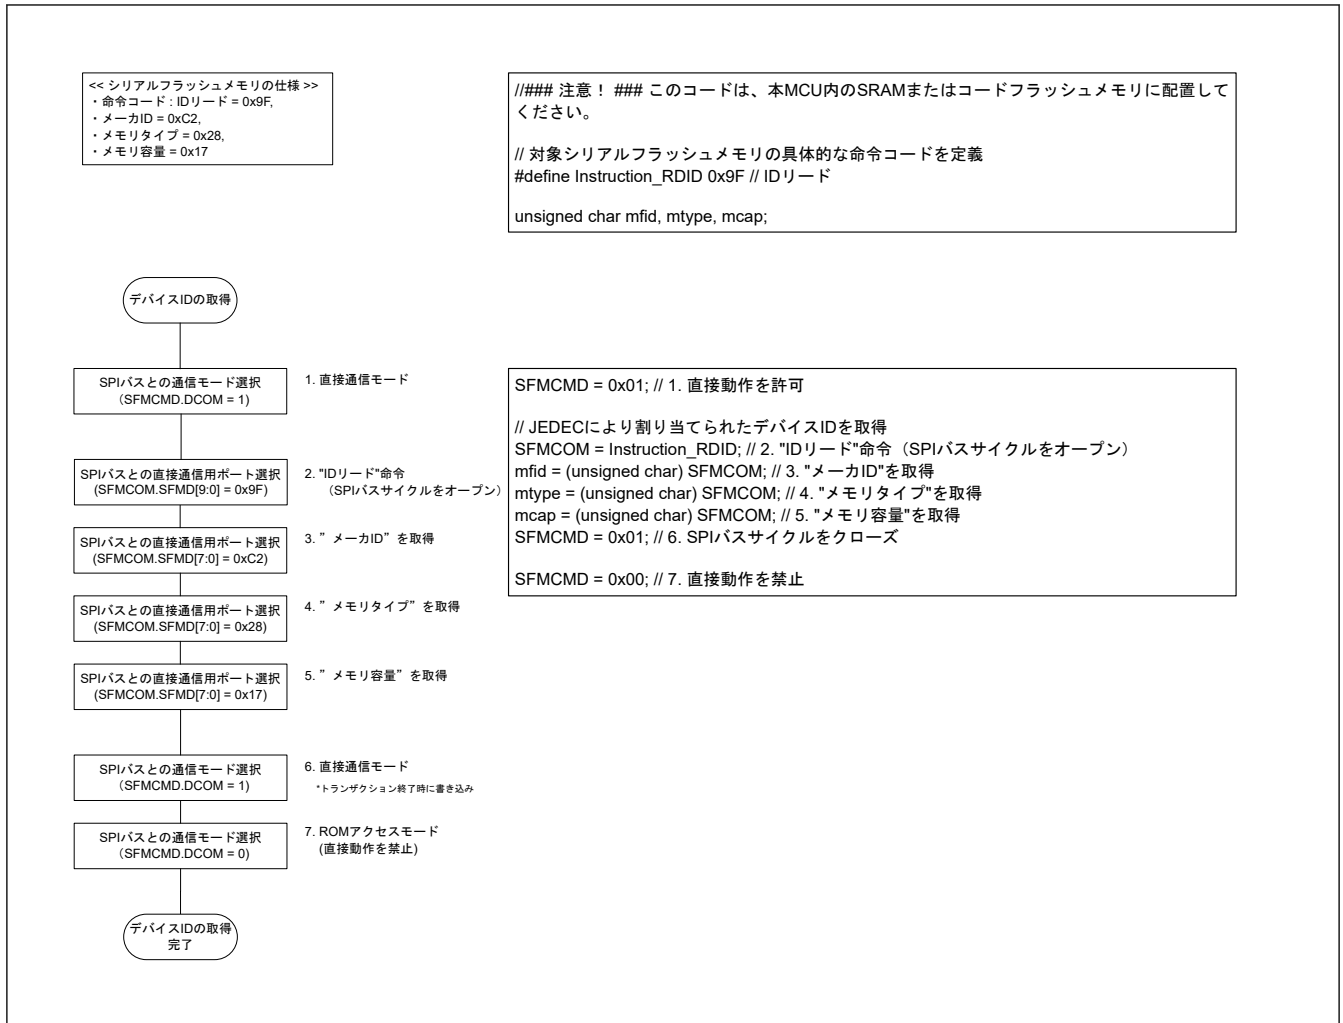 << シリアルフラッシュメモリの仕様 >>
・命令コード : IDリード = 0x9F,
・メーカID = 0xC2,
・メモリタイプ = 0x28,
・メモリ容量 = 0x17
//### 注意！ ### このコードは、本MCU内のSRAMまたはコードフラッシュメモリに配置して
ください。
// 対象シリアルフラッシュメモリの具体的な命令コードを定義
#define Instruction_RDID 0x9F // IDリード
unsigned char mfid, mtype, mcap;
デバイスIDの取得
SPIバスとの通信モード選択
（SFMCMD.DCOM = 1)
1. 直接通信モード
SPIバスとの直接通信用ポート選択
(SFMCOM.SFMD[9:0] = 0x9F)
2. "IDリード"命令
（SPIバスサイクルをオープン）
SPIバスとの直接通信用ポート選択
(SFMCOM.SFMD[7:0] = 0xC2)
3. ”メーカID”を取得
SPIバスとの直接通信用ポート選択
(SFMCOM.SFMD[7:0] = 0x28)
4. ”メモリタイプ”を取得
SPIバスとの直接通信用ポート選択
(SFMCOM.SFMD[7:0] = 0x17)
5. ”メモリ容量”を取得
SPIバスとの通信モード選択
（SFMCMD.DCOM = 1)
6. 直接通信モード
*トランザクション終了時に書き込み
SPIバスとの通信モード選択
（SFMCMD.DCOM = 0)
7. ROMアクセスモード
(直接動作を禁止)
デバイスIDの取得
完了
SFMCMD = 0x01; // 1. 直接動作を許可
// JEDECにより割り当てられたデバイスIDを取得
SFMCOM = Instruction_RDID; // 2. "IDリード"命令（SPIバスサイクルをオープン）
mfid = (unsigned char) SFMCOM; // 3. "メーカID"を取得
mtype = (unsigned char) SFMCOM; // 4. "メモリタイプ"を取得
mcap = (unsigned char) SFMCOM; // 5. "メモリ容量"を取得
SFMCMD = 0x01; // 6. SPIバスサイクルをクローズ
SFMCMD = 0x00; // 7. 直接動作を禁止